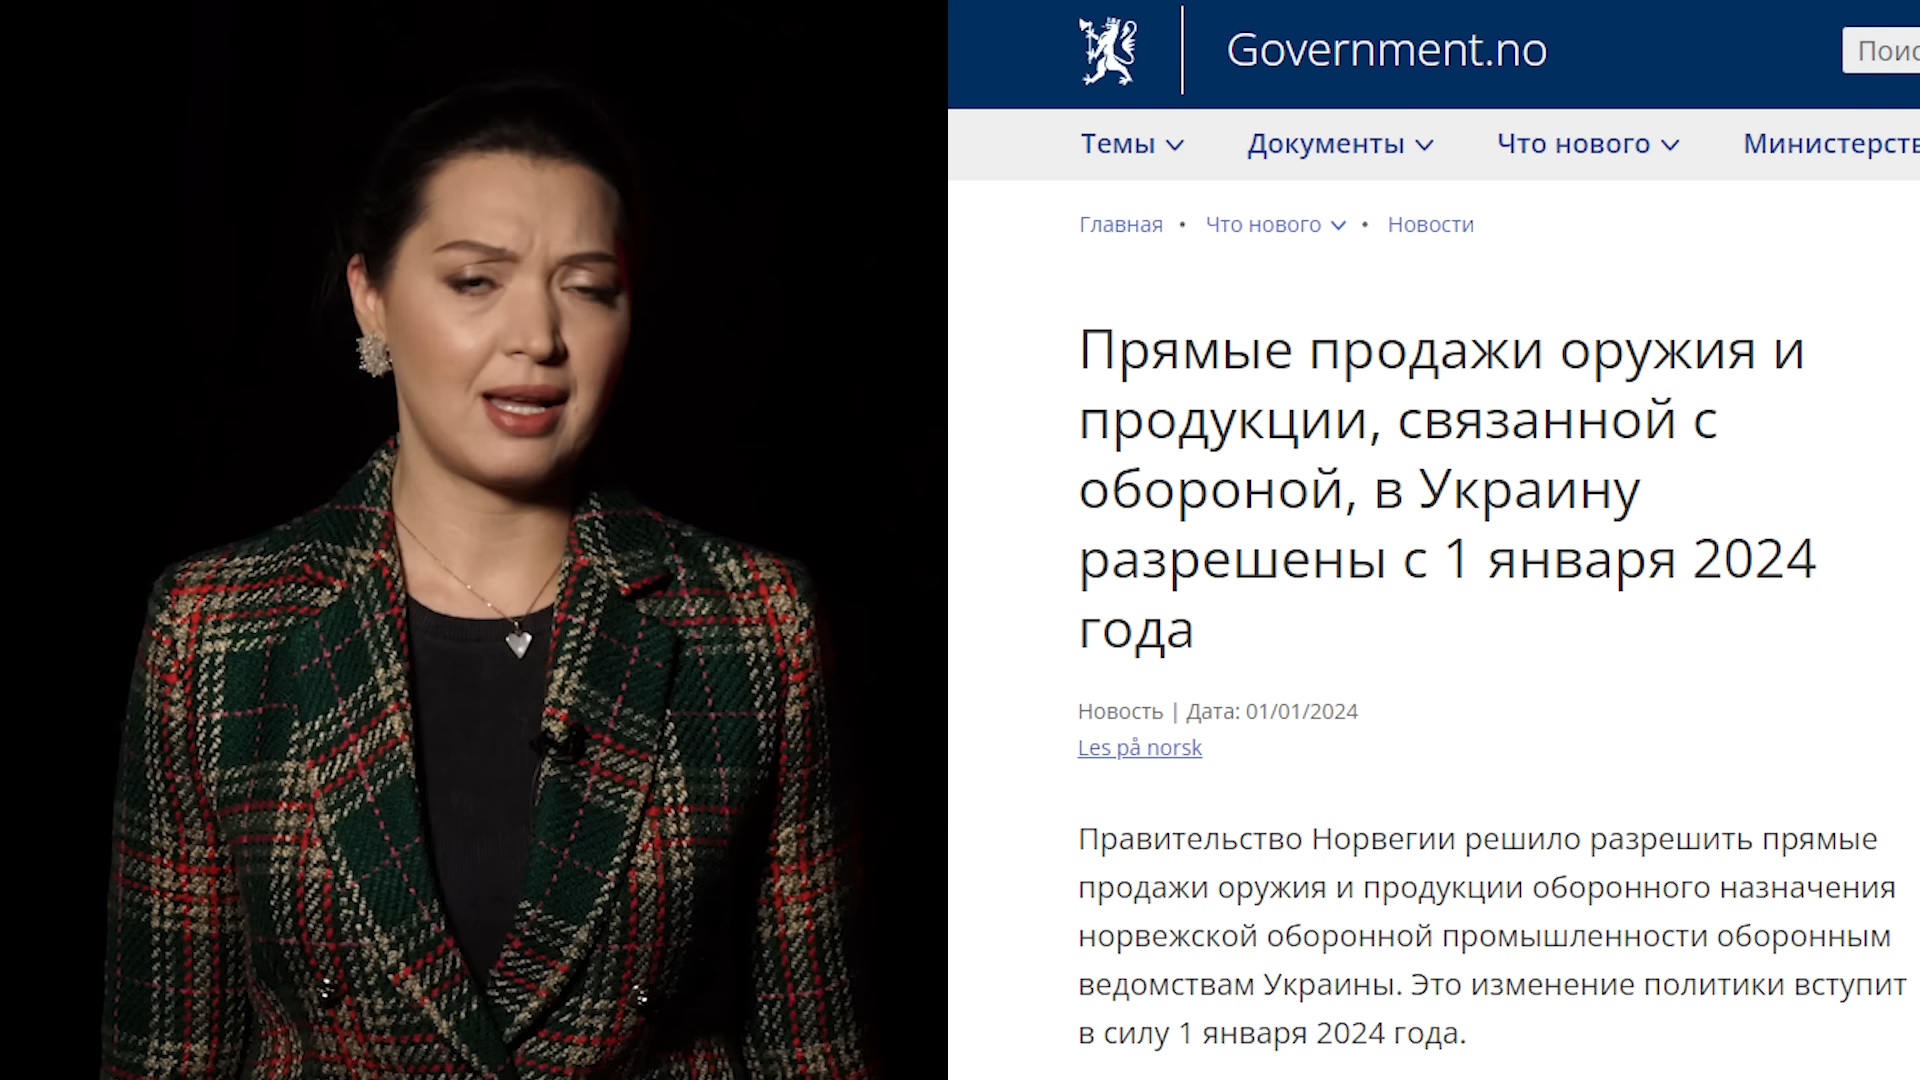 Government.no
Поис
Темы Документы Что нового Министерств
Главная • Что нового • Новости
Прямые продажи оружия и
продукции, связанной с
обороной, в Украину
разрешены с 1 января 2024
года
Новость | Дата: 01/01/2024
Les på norsk
Правительство Норвегии решило разрешить прямые
продажи оружия и продукции оборонного назначения
норвежской оборонной промышленности оборонным
ведомствам Украины. Это изменение политики вступит
в силу 1 января 2024 года.